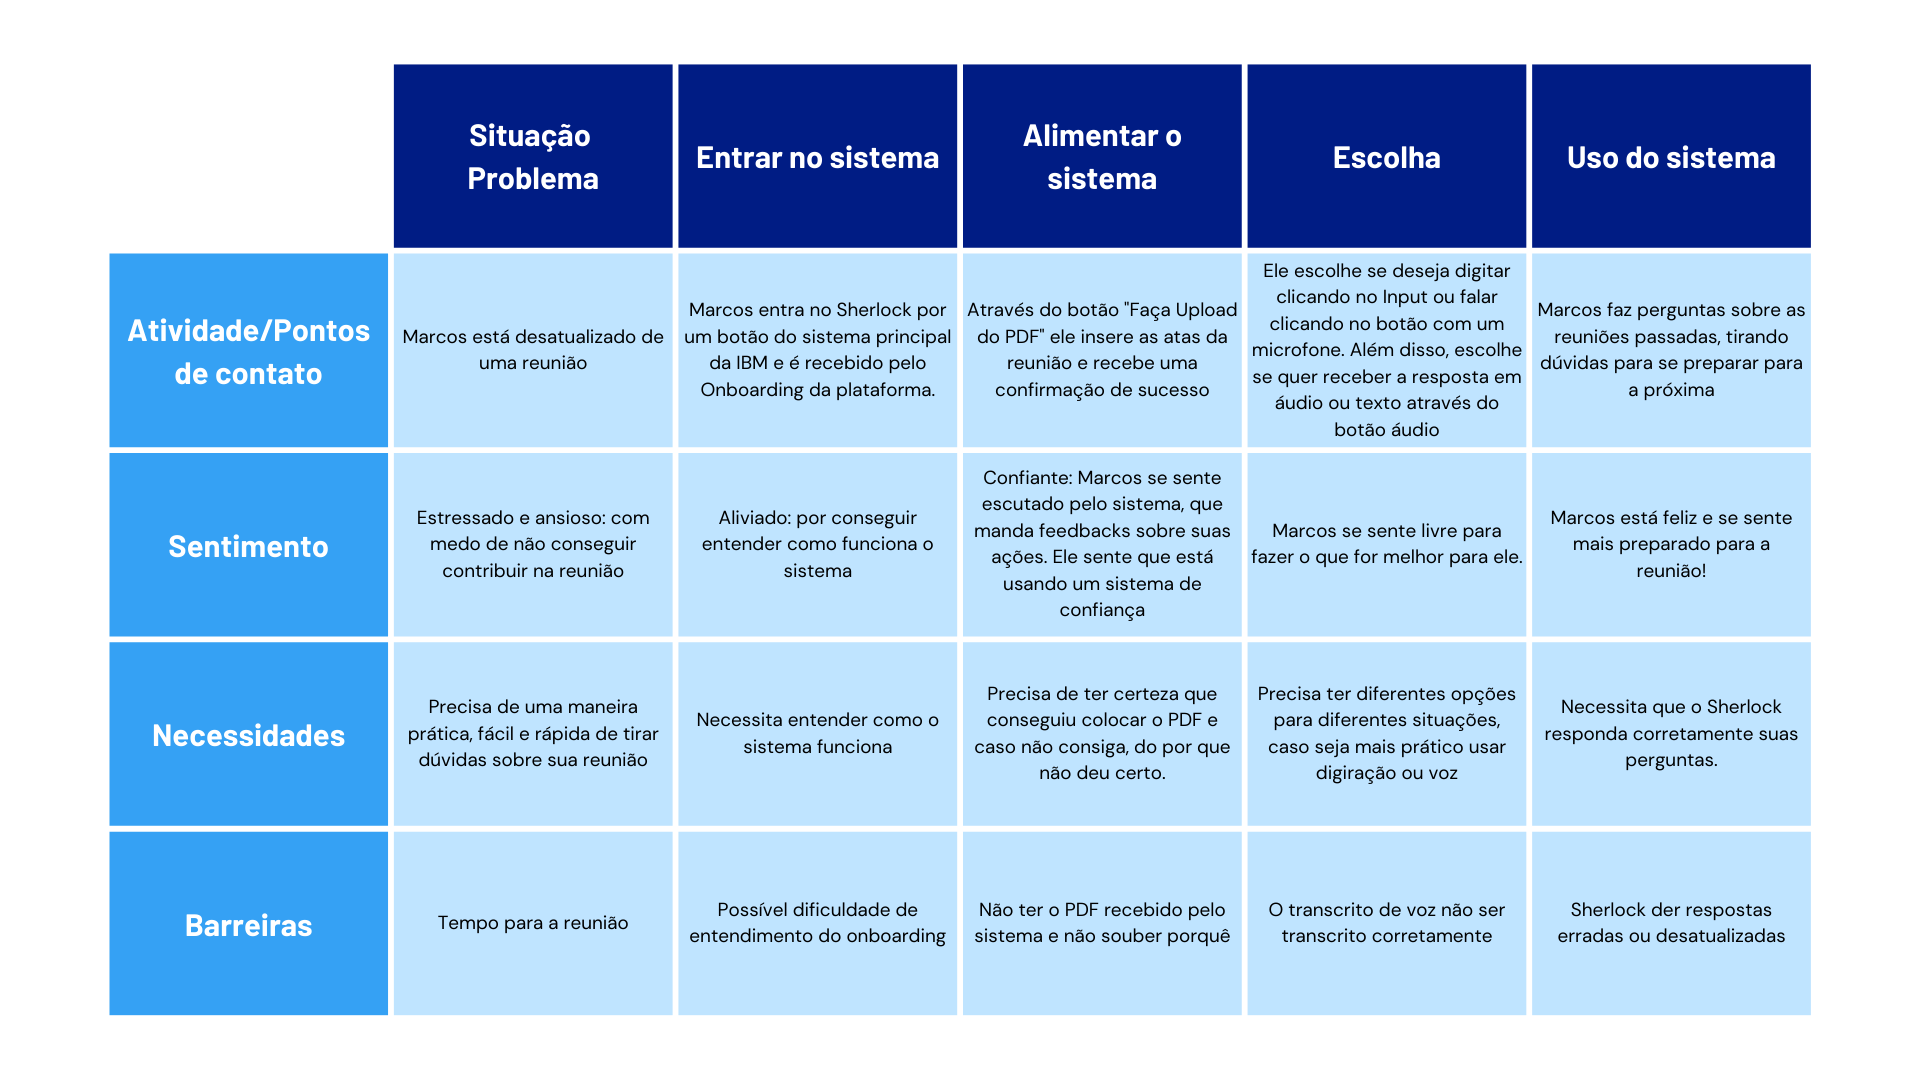 Situação
Problema
Entrar no sistema
Alimentar o
sistema
Escolha
Uso do sistema
Atividade/Pontos
de contato
Marcos está desatualizado de
uma reunião
Marcos entra no Sherlock por
um botão do sistema principal
da IBM e é recebido pelo
Onboarding da plataforma.
Através do botão "Faça Upload
do PDF" ele insere as atas da
reunião e recebe uma
confirmação de sucesso
Ele escolhe se deseja digitar
clicando no Input ou falar
clicando no botão com um
microfone. Além disso, escolhe
se quer receber a resposta em
áudio ou texto através do
botão áudio
Marcos faz perguntas sobre as
reuniões passadas, tirando
dúvidas para se preparar para
a próxima
Sentimento
Estressado e ansioso: com
medo de não conseguir
contribuir na reunião
Aliviado: por conseguir
entender como funciona o
sistema
Confiante: Marcos se sente
escutado pelo sistema, que
manda feedbacks sobre suas
ações. Ele sente que está
usando um sistema de
confiança
Marcos se sente livre para
fazer o que for melhor para ele.
Marcos está feliz e se sente
mais preparado para a
reunião!
Necessidades
Precisa de uma maneira
prática, fácil e rápida de tirar
dúvidas sobre sua reunião
Necessita entender como o
sistema funciona
Precisa de ter certeza que
conseguiu colocar o PDF e
caso não consiga, do por que
não deu certo.
Precisa ter diferentes opções
para diferentes situações,
caso seja mais prático usar
digiração ou voz
Necessita que o Sherlock
responda corretamente suas
perguntas.
Barreiras
Tempo para a reunião
Possível dificuldade de
entendimento do onboarding
Não ter o PDF recebido pelo
sistema e não souber porquê
O transcrito de voz não ser
transcrito corretamente
Sherlock der respostas
erradas ou desatualizadas